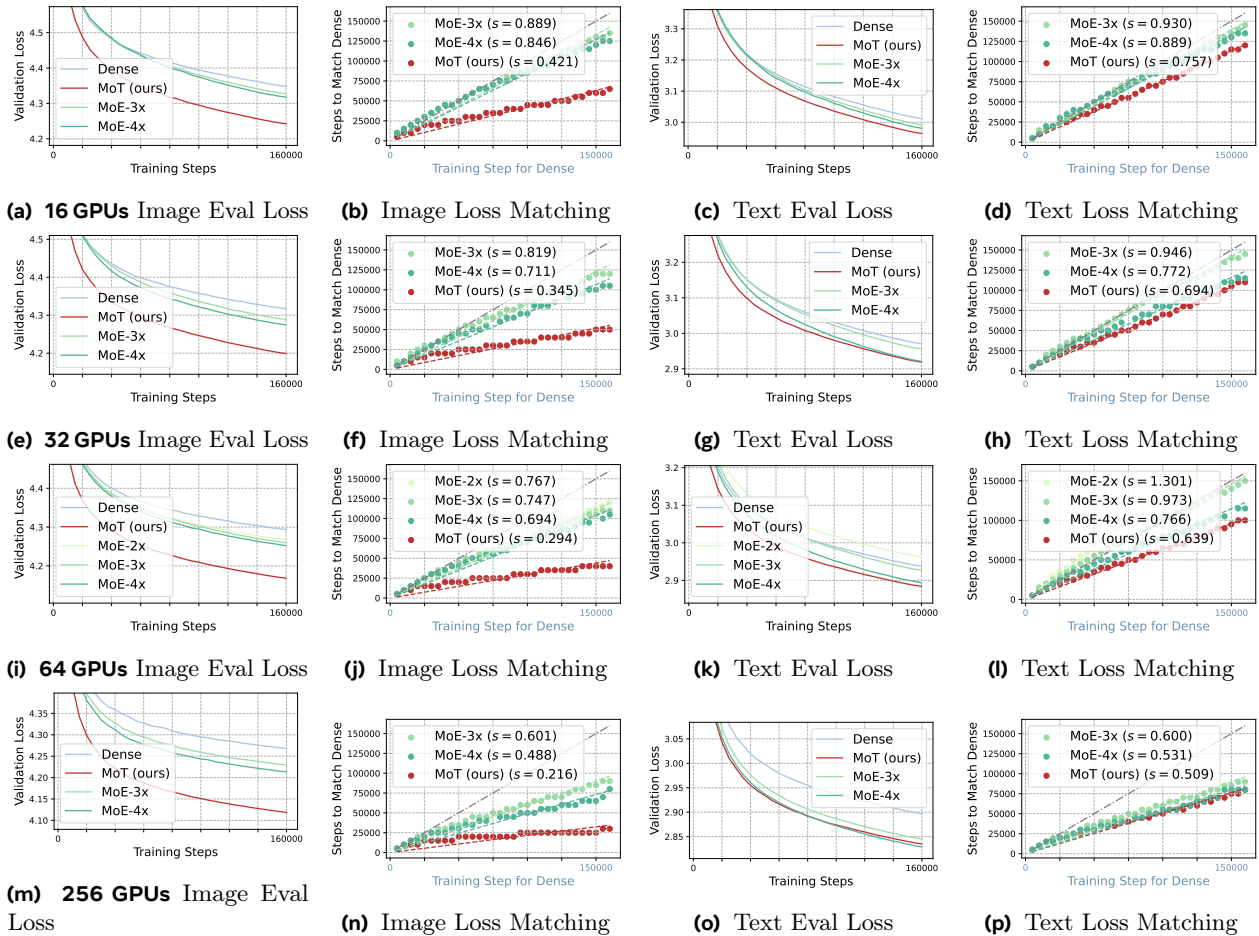 4.5
4.4
4.3
4.2
Validation Loss
Dense
MoT (ours)
MoE-3x
MoE-4x
0
160000
Training Steps
(a) 16 GPUs Image Eval Loss
150000
125000
100000
75000
50000
25000
0
Steps to Match Dense
MoE-3x (s = 0.889)
MoE-4x (s = 0.846)
MoT (ours) (s = 0.421)
0
150000
Training Step for Dense
(b) Image Loss Matching
3.3
3.2
3.1
3.0
Validation Loss
Dense
MoT (ours)
MoE-3x
MoE-4x
0
160000
Training Steps
(c) Text Eval Loss
150000
125000
100000
75000
50000
25000
0
Steps to Match Dense
MoE-3x (s = 0.930)
MoE-4x (s = 0.889)
MoT (ours) (s = 0.757)
0
150000
Training Step for Dense
(d) Text Loss Matching
4.5
4.4
4.3
4.2
Validation Loss
Dense
MoT (ours)
MoE-3x
MoE-4x
0
160000
Training Steps
(e) 32 GPUs Image Eval Loss
150000
125000
100000
75000
50000
25000
0
Steps to Match Dense
MoE-3x (s = 0.819)
MoE-4x (s = 0.711)
MoT (ours) (s = 0.345)
0
150000
Training Step for Dense
(f) Image Loss Matching
3.2
3.1
3.0
2.9
Validation Loss
Dense
MoT (ours)
MoE-3x
MoE-4x
0
160000
Training Steps
(g) Text Eval Loss
150000
125000
100000
75000
50000
25000
0
Steps to Match Dense
MoE-3x (s = 0.946)
MoE-4x (s = 0.772)
MoT (ours) (s = 0.694)
0
150000
Training Step for Dense
(h) Text Loss Matching
4.4
4.3
4.2
Validation Loss
Dense
MoT (ours)
MoE-2x
MoE-3x
MoE-4x
0
160000
Training Steps
(i) 64 GPUs Image Eval Loss
150000
125000
100000
75000
50000
25000
0
Steps to Match Dense
MoE-2x (s = 0.767)
MoE-3x (s = 0.747)
MoE-4x (s = 0.694)
MoT (ours) (s = 0.294)
0
150000
Training Step for Dense
(j) Image Loss Matching
3.2
3.1
3.0
2.9
Validation Loss
Dense
MoT (ours)
MoE-2x
MoE-3x
MoE-4x
0
160000
Training Steps
(k) Text Eval Loss
150000
125000
100000
75000
50000
25000
0
Steps to Match Dense
MoE-2x (s = 1.301)
MoE-3x (s = 0.973)
MoE-4x (s = 0.766)
MoT (ours) (s = 0.639)
0
150000
Training Step for Dense
(l) Text Loss Matching
4.35
4.30
4.25
4.20
4.15
4.10
Validation Loss
Dense
MoT (ours)
MoE-3x
MoE-4x
0
160000
Training Steps
(m) 256 GPUs Image Eval
Loss
150000
125000
100000
75000
50000
25000
0
Steps to Match Dense
MoE-3x (s = 0.601)
MoE-4x (s = 0.488)
MoT (ours) (s = 0.216)
0
150000
Training Step for Dense
(n) Image Loss Matching
3.05
3.00
2.95
2.90
2.85
Validation Loss
Dense
MoT (ours)
MoE-3x
MoE-4x
0
160000
Training Steps
(o) Text Eval Loss
150000
125000
100000
75000
50000
25000
0
Steps to Match Dense
MoE-3x (s = 0.600)
MoE-4x (s = 0.531)
MoT (ours) (s = 0.509)
0
150000
Training Step for Dense
(p) Text Loss Matching